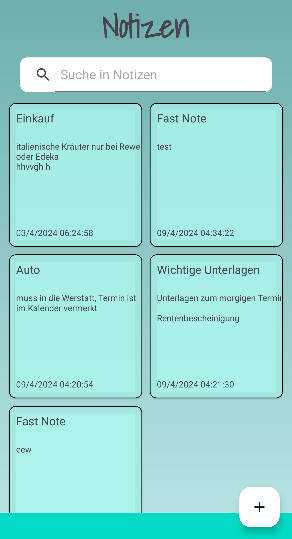 Notizen
Suche in Notizen
Einkauf
italienische Kräuter nur bei Rewe
oder Edeka
hhvvgh h
03/4/2024 06:24:58
Fast Note
test
09/4/2024 04:34:22
Auto
muss in die Werstatt, Termin ist
im Kalender vermerkt
09/4/2024 04:20:54
Wichtige Unterlagen
Unterlagen zum morgigen Termin
Rentenbescheinigung
09/4/2024 04:21:30
Fast Note
eew
+